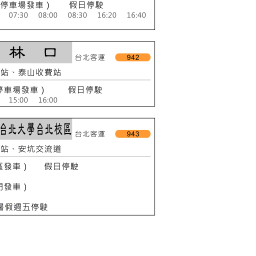 停車場發車）　假日停駛
07:30 08:00 08:30 16:20 16:40
林口 台北客運 942
站．泰山收費站
停車場發車）　假日停駛
15:00 16:00
台北大學台北校區 台北客運 943
站．安坑交流道
發車）　假日停駛
發車）
暑假週五停駛